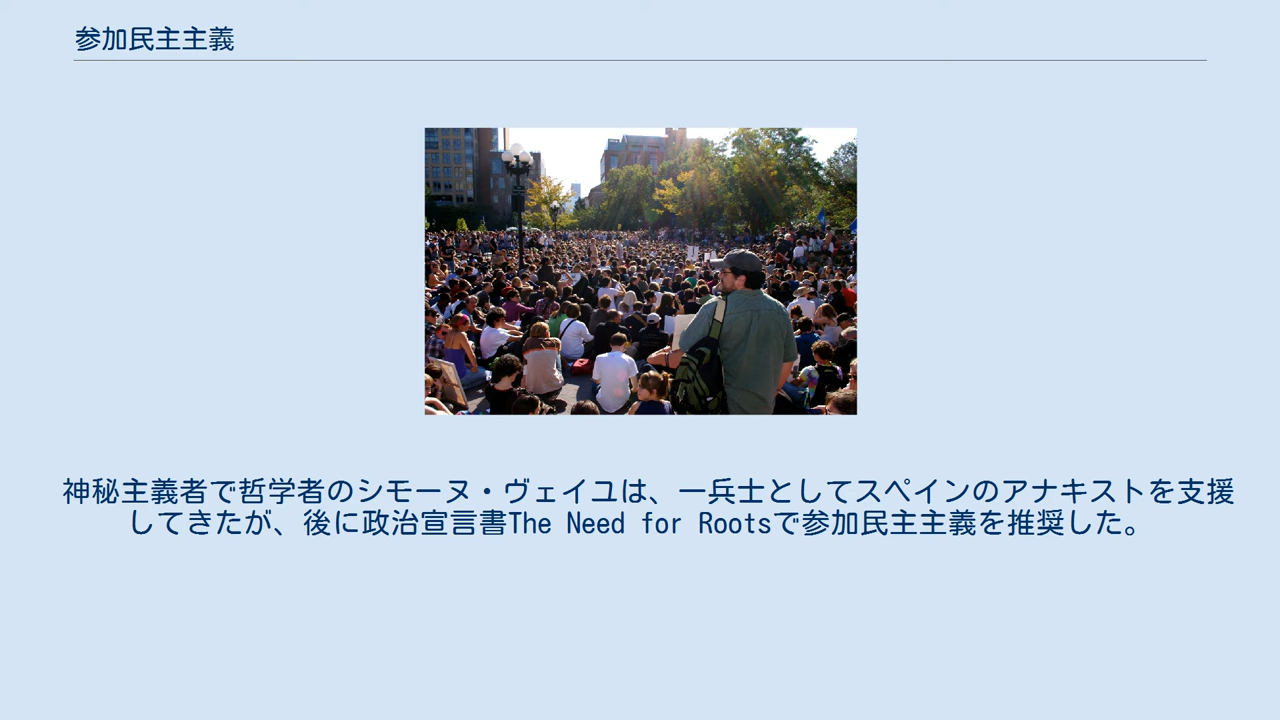 参加民主主義
神秘主義者で哲学者のシモーヌ・ヴェイユは、一兵士としてスペインのアナキストを支援
してきたが、後に政治宣言書The Need for Rootsで参加民主主義を推奨した。